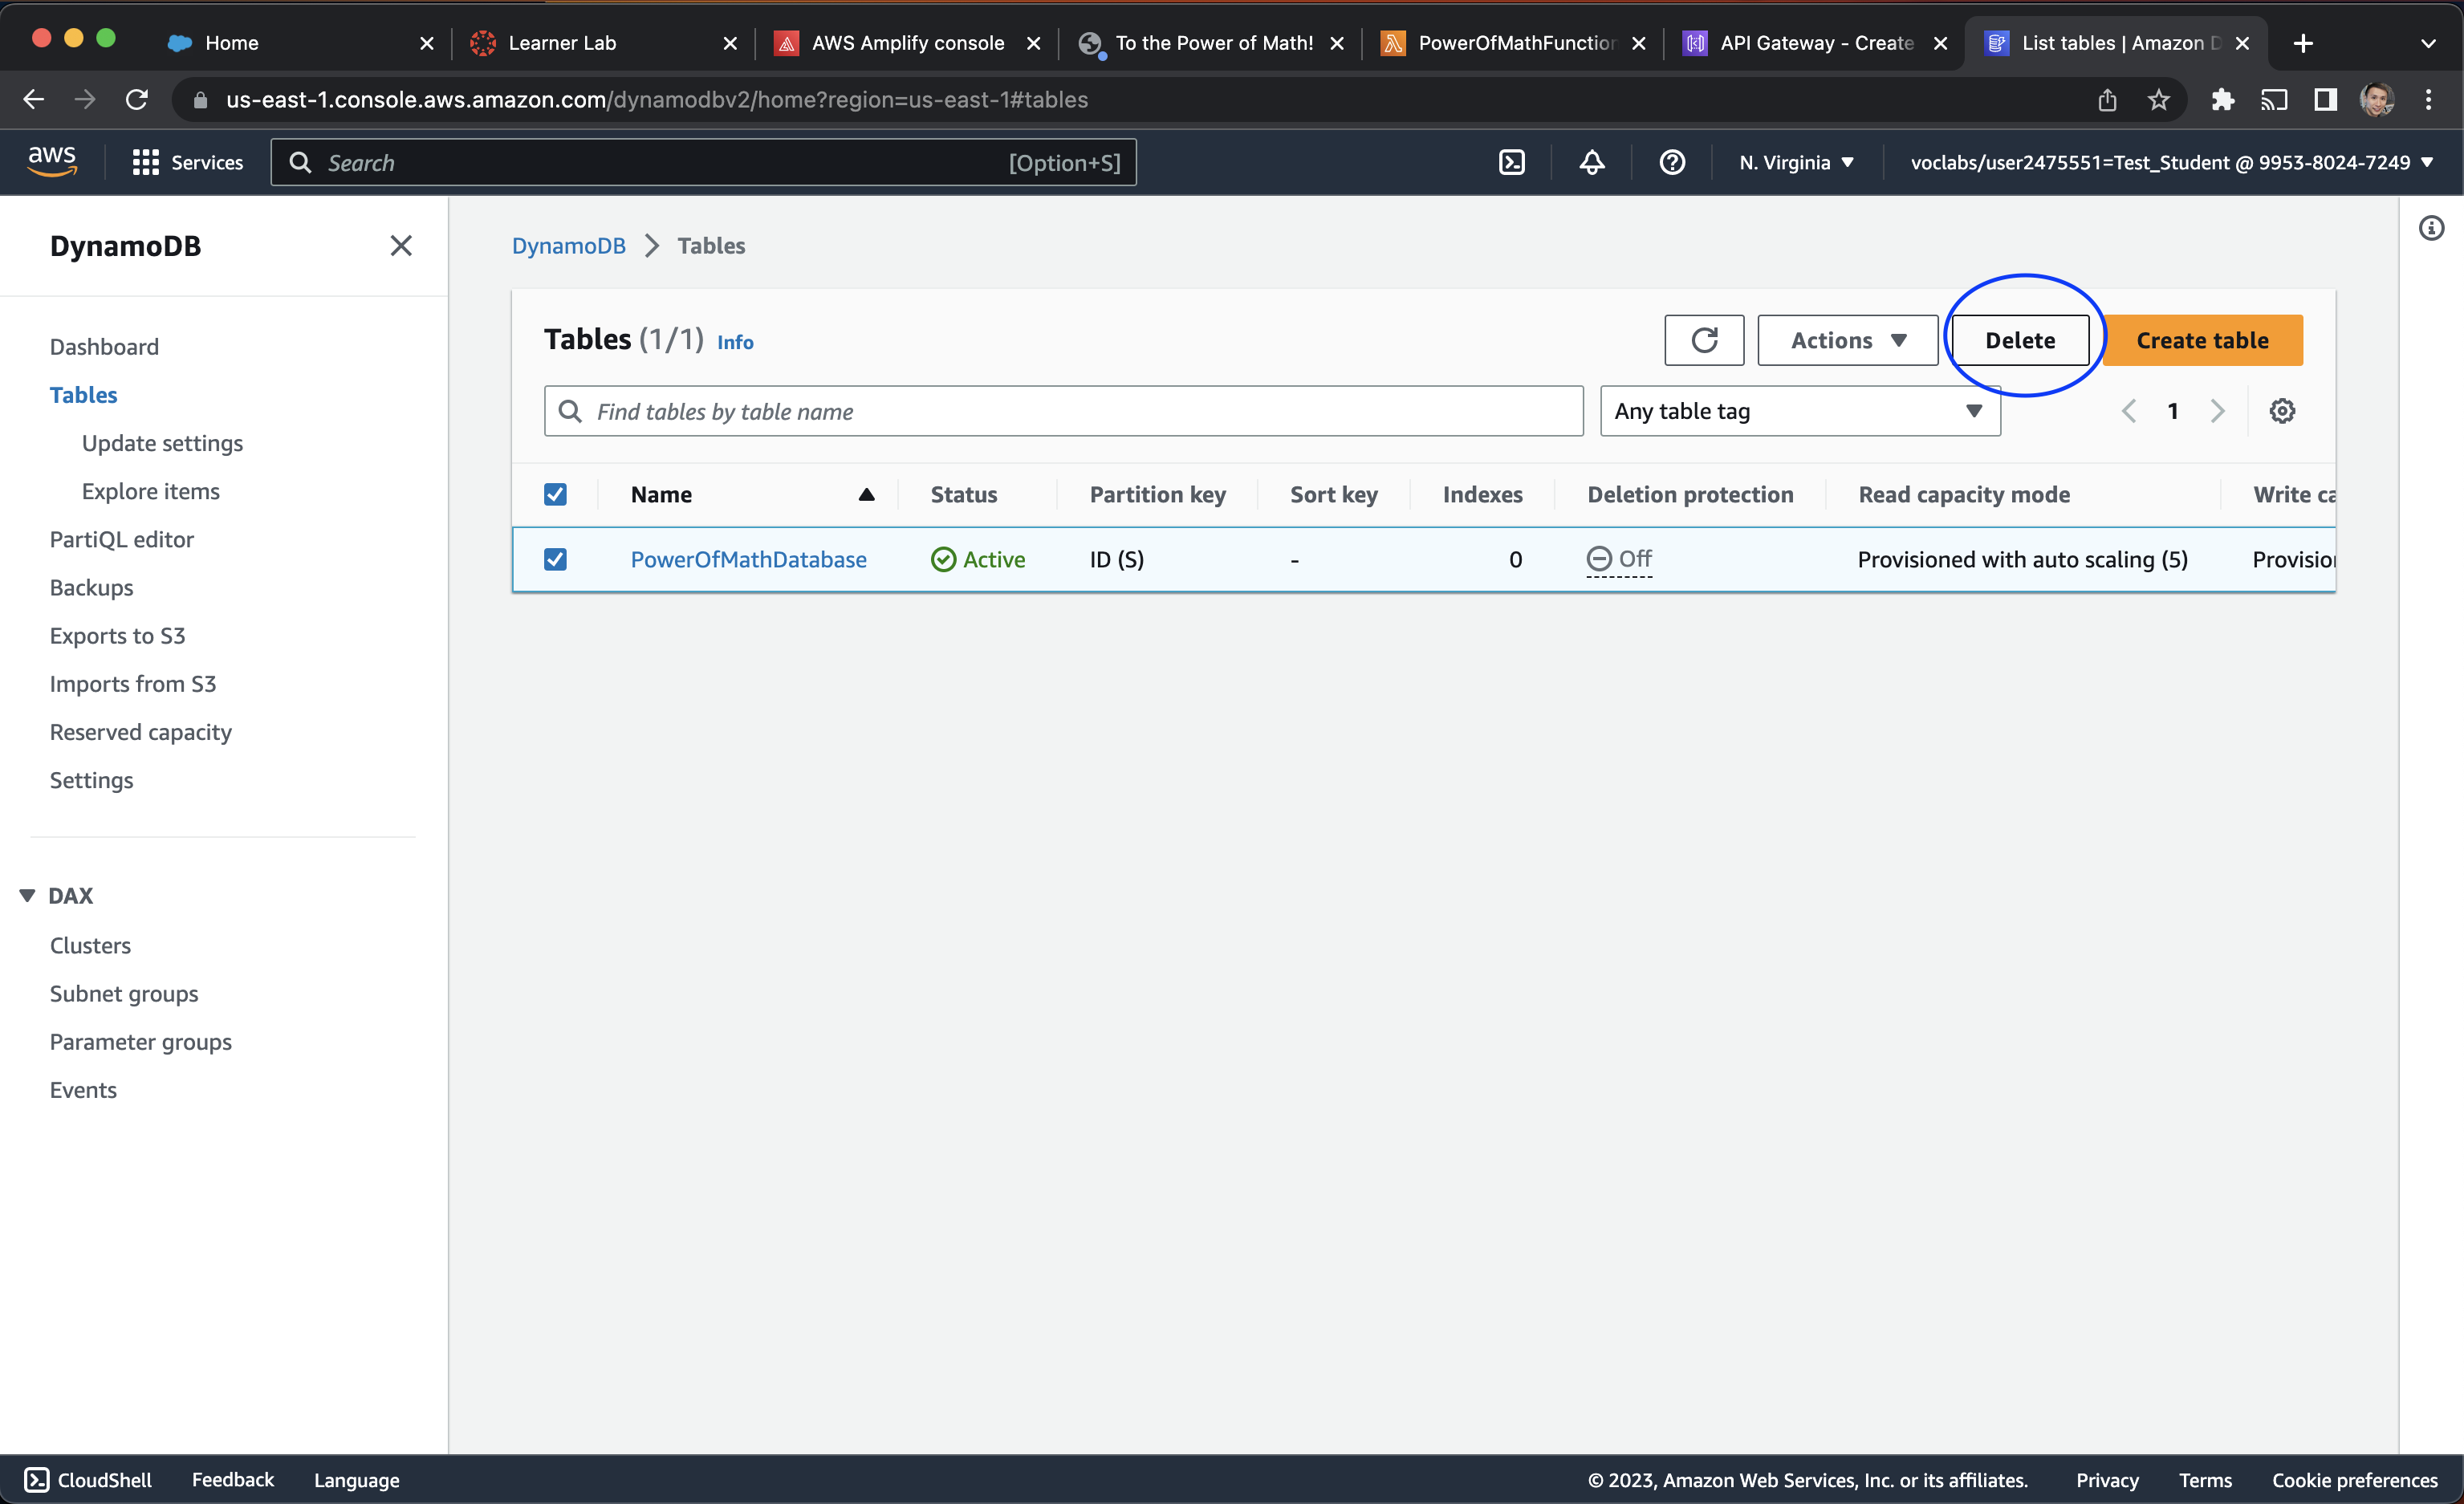 Home
Learner Lab
AWS Amplify console
To the Power of Math!
PowerOfMathFunction
API Gateway - Create
List tables | Amazon D
us-east-1.console.aws.amazon.com/dynamodbv2/home?region=us-east-1#tables
aws
Services
Search
[Option+S]
N. Virginia
voclabs/user2475551=Test_Student @ 9953-8024-7249
DynamoDB
Dashboard
Tables
Update settings
Explore items
PartiQL editor
Backups
Exports to S3
Imports from S3
Reserved capacity
Settings
DAX
Clusters
Subnet groups
Parameter groups
Events
DynamoDB > Tables
Tables (1/1) Info
Actions
Delete
Create table
Find tables by table name
Any table tag
1
Name Status Partition key Sort key Indexes Deletion protection Read capacity mode Write ca
PowerOfMathDatabase Active ID (S) - 0 Off Provisioned with auto scaling (5) Provision
CloudShell Feedback Language © 2023, Amazon Web Services, Inc. or its affiliates. Privacy Terms Cookie preferences